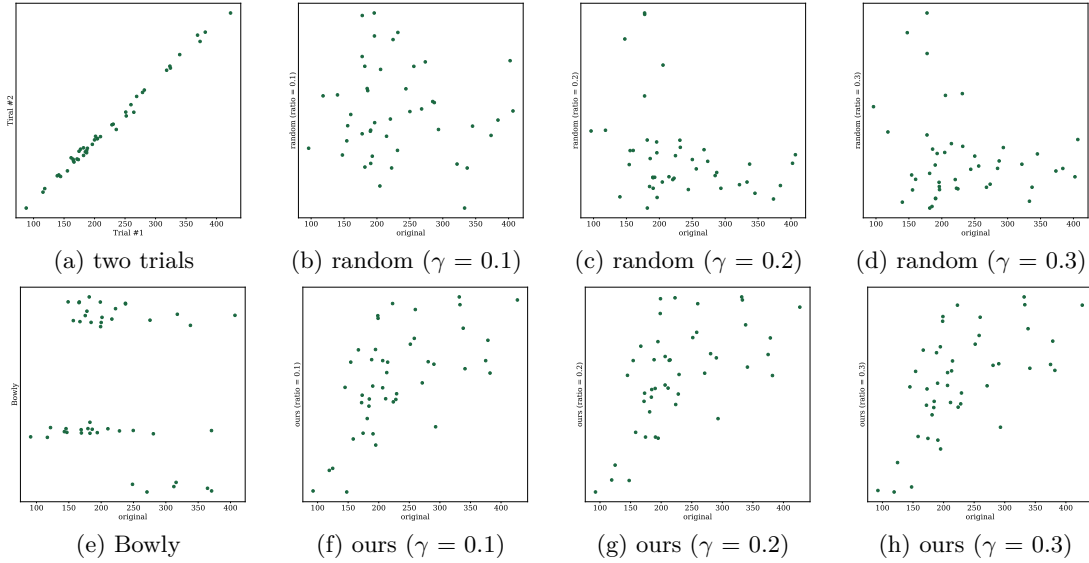 Tiral #2
100 150 200 250 300 350 400
Trial #1
(a) two trials
random (ratio = 0.1)
100 150 200 250 300 350 400
original
(b) random (γ = 0.1)
random (ratio = 0.2)
100 150 200 250 300 350 400
original
(c) random (γ = 0.2)
random (ratio = 0.3)
100 150 200 250 300 350 400
original
(d) random (γ = 0.3)
Bowly
100 150 200 250 300 350 400
original
(e) Bowly
ours (ratio = 0.1)
100 150 200 250 300 350 400
original
(f) ours (γ = 0.1)
ours (ratio = 0.2)
100 150 200 250 300 350 400
original
(g) ours (γ = 0.2)
ours (ratio = 0.3)
100 150 200 250 300 350 400
original
(h) ours (γ = 0.3)